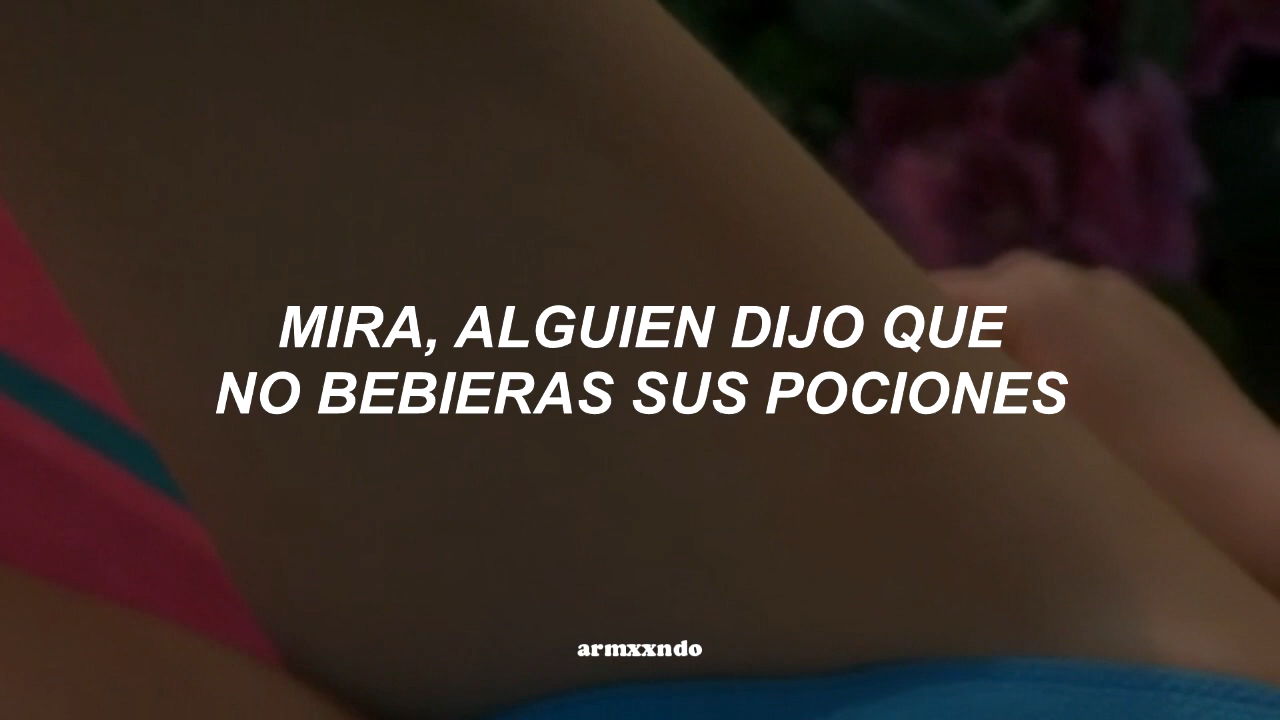 MIRA, ALGUIEN DIJO QUE
NO BEBIERAS SUS POCIONES
armxxndo